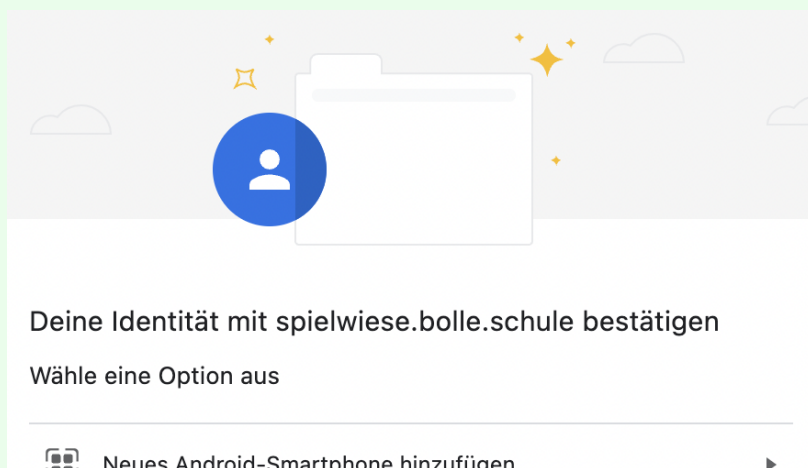 Deine Identität mit spielwiese.bolle.schule bestätigen
Wähle eine Option aus
Neues Android-Smartphone hinzufügen